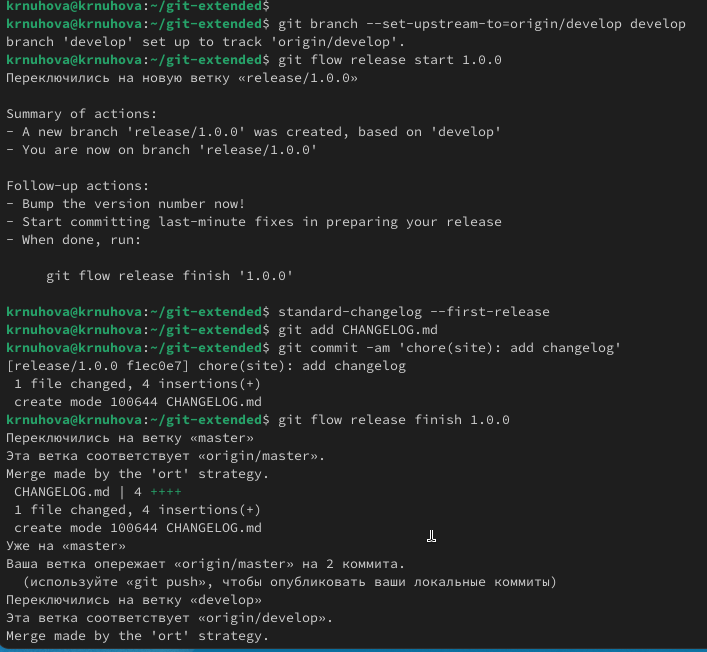 krnuhova@krnuhova:~/git-extended$
krnuhova@krnuhova:~/git-extended$ git branch --set-upstream-to=origin/develop develop
branch 'develop' set up to track 'origin/develop'.
krnuhova@krnuhova:~/git-extended$ git flow release start 1.0.0
Переключились на новую ветку «release/1.0.0»
Summary of actions:
- A new branch 'release/1.0.0' was created, based on 'develop'
- You are now on branch 'release/1.0.0'
Follow-up actions:
- Bump the version number now!
- Start committing last-minute fixes in preparing your release
- When done, run:
git flow release finish '1.0.0'
krnuhova@krnuhova:~/git-extended$ standard-changelog --first-release
krnuhova@krnuhova:~/git-extended$ git add CHANGELOG.md
krnuhova@krnuhova:~/git-extended$ git commit -am 'chore(site): add changelog'
[release/1.0.0 f1ec0e7] chore(site): add changelog
1 file changed, 4 insertions(+)
create mode 100644 CHANGELOG.md
krnuhova@krnuhova:~/git-extended$ git flow release finish 1.0.0
Переключились на ветку «master»
Эта ветка соответствует «origin/master».
Merge made by the 'ort' strategy.
CHANGELOG.md | 4 ++++
1 file changed, 4 insertions(+)
create mode 100644 CHANGELOG.md
Уже на «master»
Ваша ветка опережает «origin/master» на 2 коммита.
(используйте «git push», чтобы опубликовать ваши локальные коммиты)
Переключились на ветку «develop»
Эта ветка соответствует «origin/develop».
Merge made by the 'ort' strategy.